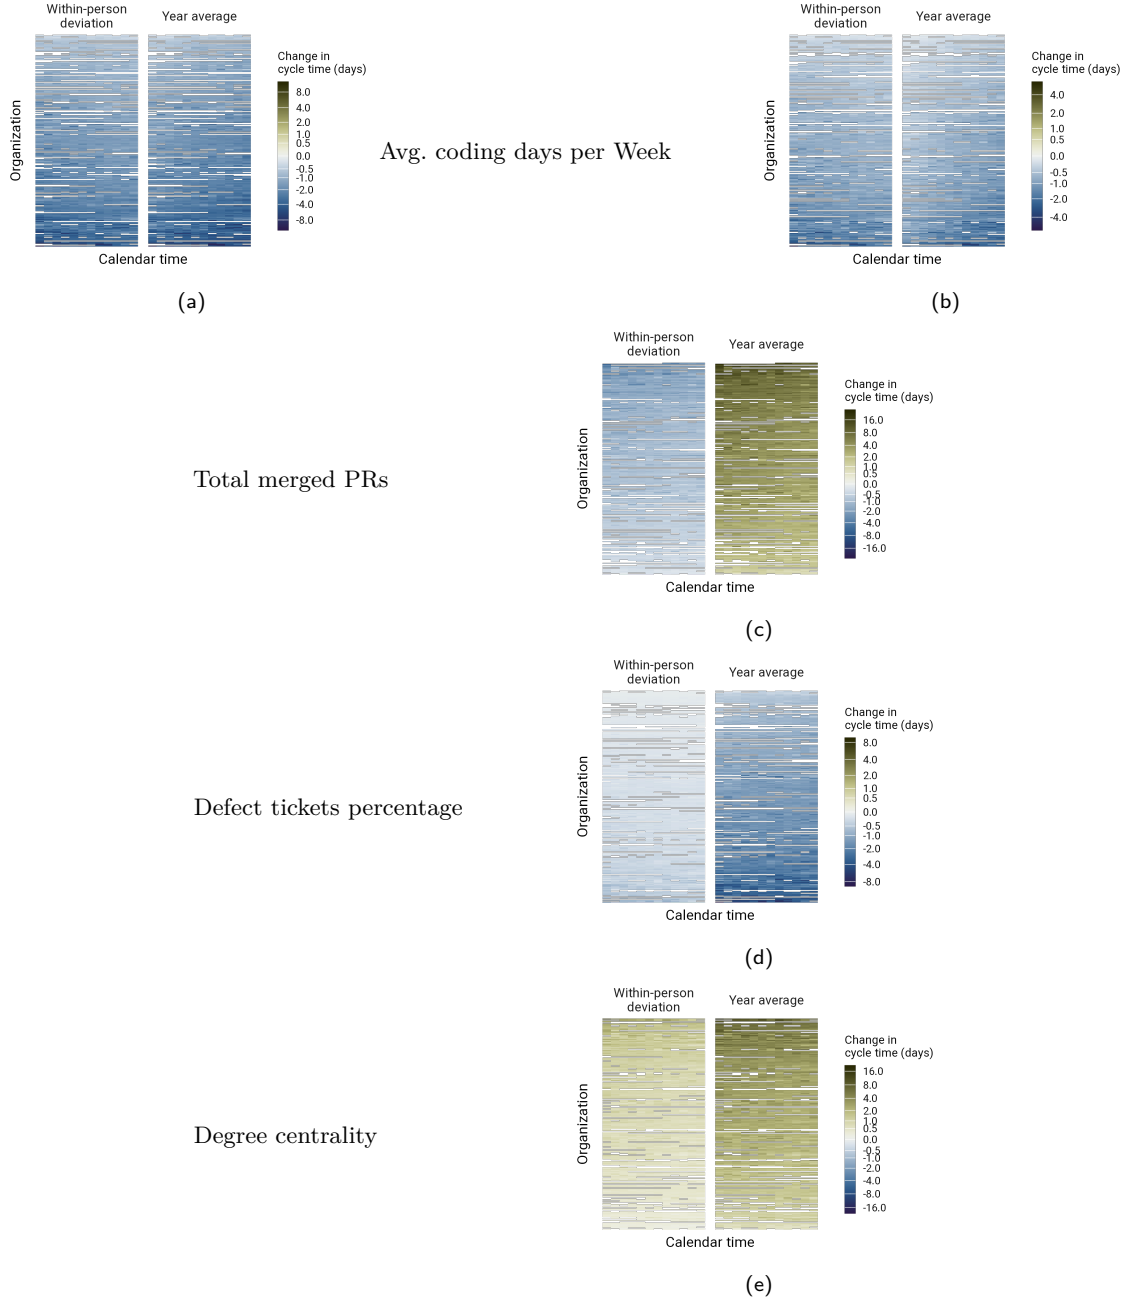 Within-person
deviation
Year average
Organization
Calendar time
Change in
cycle time (days)
8.0
4.0
2.0
1.0
0.5
0.0
-0.5
-1.0
-2.0
-4.0
-8.0
(a)
Avg. coding days per Week
Within-person
deviation
Year average
Organization
Calendar time
Change in
cycle time (days)
4.0
2.0
1.0
0.5
0.0
-0.5
-1.0
-2.0
-4.0
(b)
Total merged PRs
Within-person
deviation
Year average
Organization
Calendar time
Change in
cycle time (days)
16.0
8.0
4.0
2.0
1.0
0.5
0.0
-0.5
-1.0
-2.0
-4.0
-8.0
-16.0
(c)
Defect tickets percentage
Within-person
deviation
Year average
Organization
Calendar time
Change in
cycle time (days)
8.0
4.0
2.0
1.0
0.5
0.0
-0.5
-1.0
-2.0
-4.0
-8.0
(d)
Degree centrality
Within-person
deviation
Year average
Organization
Calendar time
Change in
cycle time (days)
16.0
8.0
4.0
2.0
1.0
0.5
0.0
-0.5
-1.0
-2.0
-4.0
-8.0
-16.0
(e)